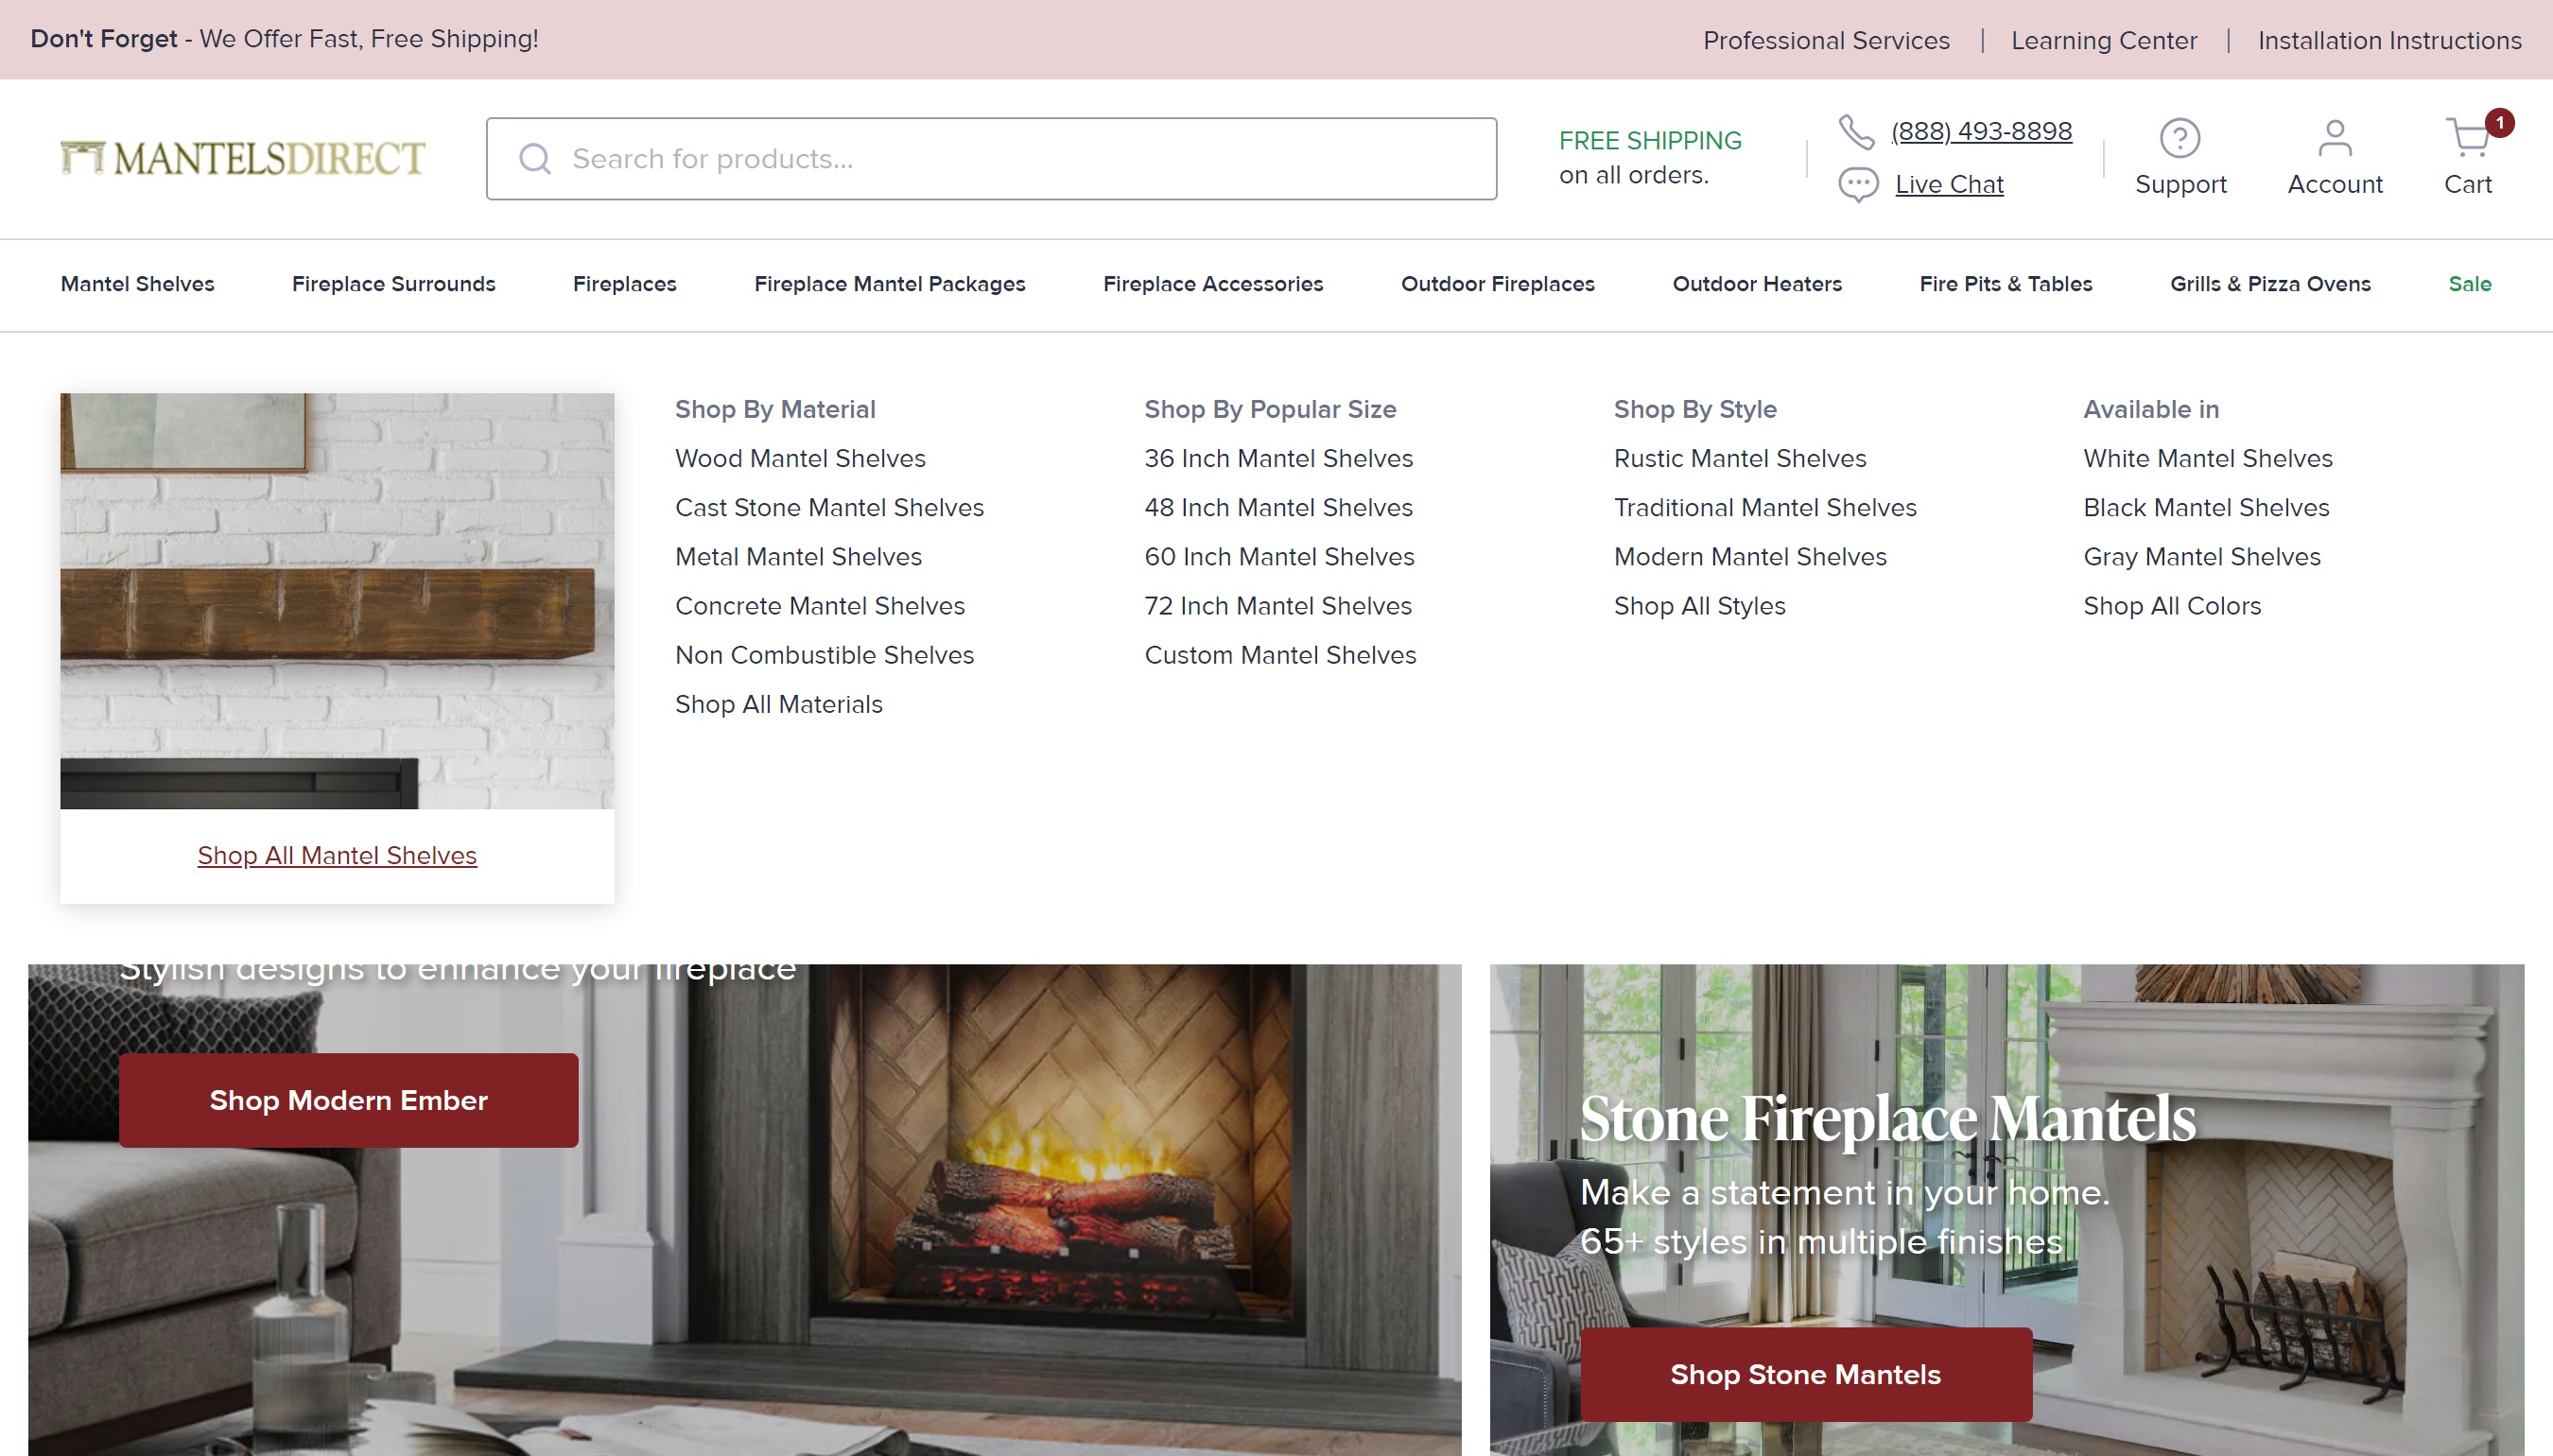 Don't Forget - We Offer Fast, Free Shipping!
Professional Services | Learning Center | Installation Instructions
MANTELSDIRECT
Search for products...
FREE SHIPPING
on all orders.
(888) 493-8898
Live Chat
Support
Account
1
Cart
Mantel Shelves
Fireplace Surrounds
Fireplaces
Fireplace Mantel Packages
Fireplace Accessories
Outdoor Fireplaces
Outdoor Heaters
Fire Pits & Tables
Grills & Pizza Ovens
Sale
Shop All Mantel Shelves
Shop By Material
Wood Mantel Shelves
Cast Stone Mantel Shelves
Metal Mantel Shelves
Concrete Mantel Shelves
Non Combustible Shelves
Shop All Materials
Shop By Popular Size
36 Inch Mantel Shelves
48 Inch Mantel Shelves
60 Inch Mantel Shelves
72 Inch Mantel Shelves
Custom Mantel Shelves
Shop By Style
Rustic Mantel Shelves
Traditional Mantel Shelves
Modern Mantel Shelves
Shop All Styles
Available in
White Mantel Shelves
Black Mantel Shelves
Gray Mantel Shelves
Shop All Colors
Stylish designs to enhance your fireplace
Shop Modern Ember
Stone Fireplace Mantels
Make a statement in your home.
65+ styles in multiple finishes
Shop Stone Mantels